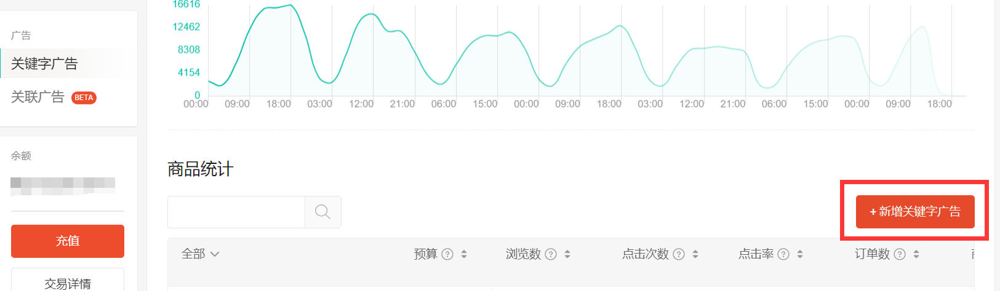 广告
关键字广告
关联广告 BETA
余额
充值
交易详情
16616
12462
8308
4154
0
00:00 09:00 18:00 03:00 12:00 21:00 06:00 15:00 00:00 09:00 18:00 03:00 12:00 21:00 06:00 15:00 00:00 09:00 18:00
商品统计
+ 新增关键字广告
全部 预算 ? 浏览数 ? 点击次数 ? 点击率 ? 订单数 ?